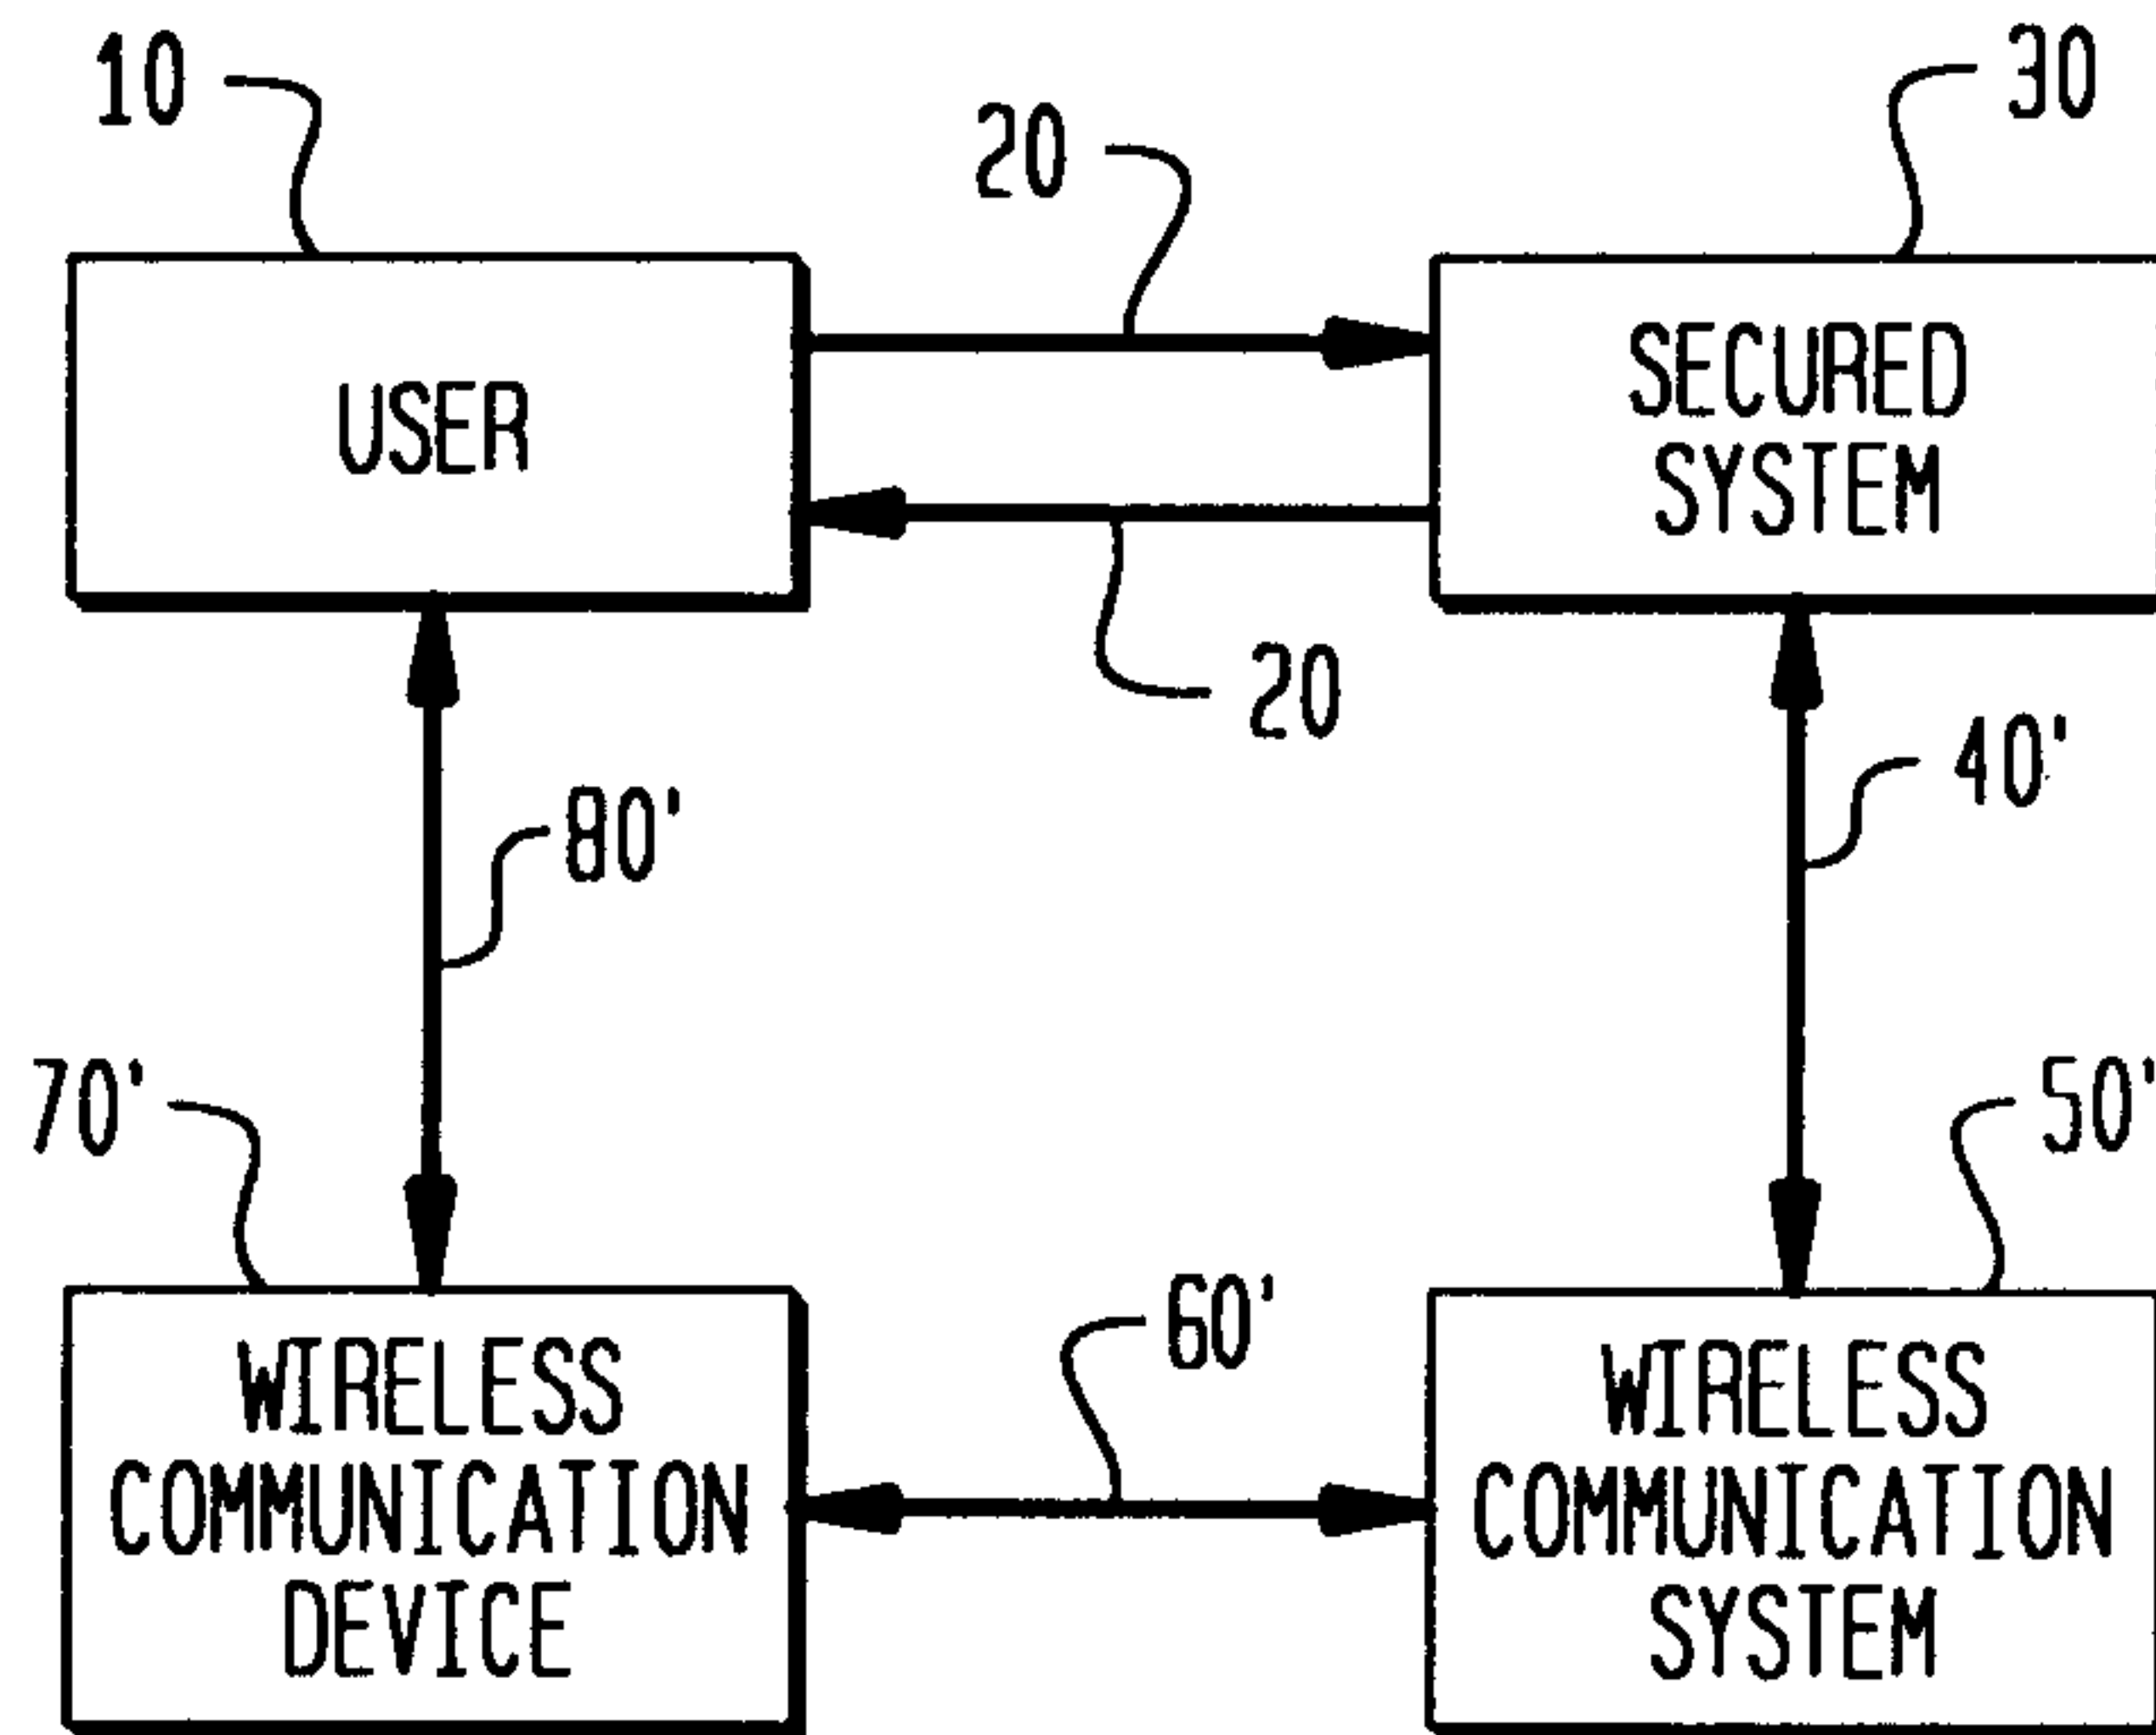 10
20
30
USER
SECURED
SYSTEM
20
80'
40'
70'
50'
60'
WIRELESS
COMMUNICATION
DEVICE
WIRELESS
COMMUNICATION
SYSTEM